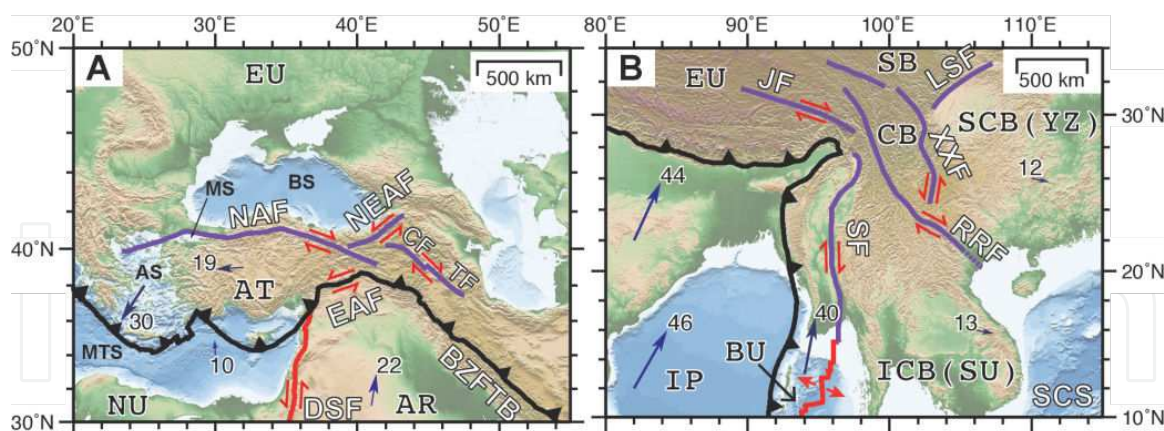 20°E 30°E 40°E 50°E
80°E 90°E 100°E 110°E
50°N
40°N
30°N
A
EU
500 km
MS
BS
NAF
NEAF
CF
TF
19
AT
AS
30
EAF
MTS
10
22
BZFTB
NU
DSF
AR
B
EU
JF
SB
LSF
500 km
30°N
CB
SCB(YZ)
XXF
12
44
RRF
SF
20°N
46
40
13
BU
IP
ICB(SU)
SCS
10°N